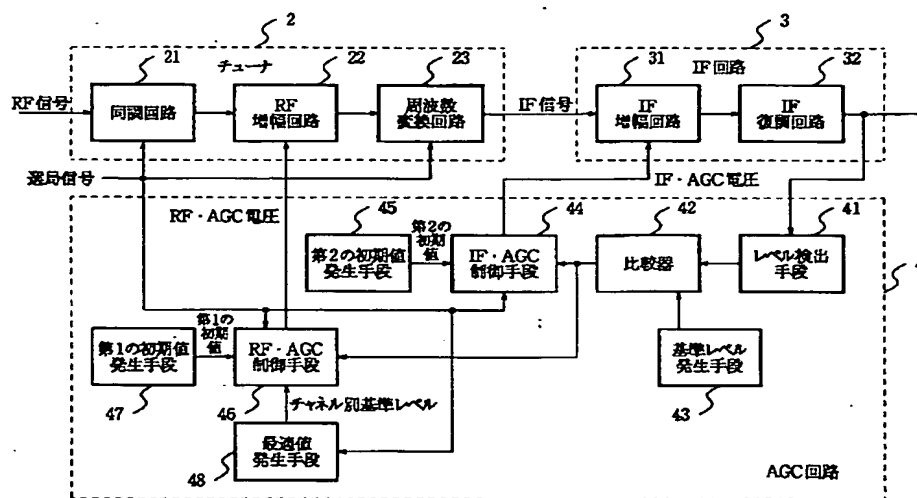 2
3
21
チューナ
22
23
31
IF回路
32
RF信号
同調回路
RF
増幅回路
周波数
変換回路
IF信号
IF
増幅回路
IF
復調回路
選局信号
RF・AGC電圧
IF・AGC電圧
45
第2の初期値
発生手段
第2の
初期
値
44
IF・AGC
制御手段
42
比較器
41
レベル検出
手段
4
第1の初期値
発生手段
47
第1の
初期
値
RF・AGC
制御手段
46
チャネル別基準レベル
基準レベル
発生手段
43
最適値
発生手段
48
AGC回路